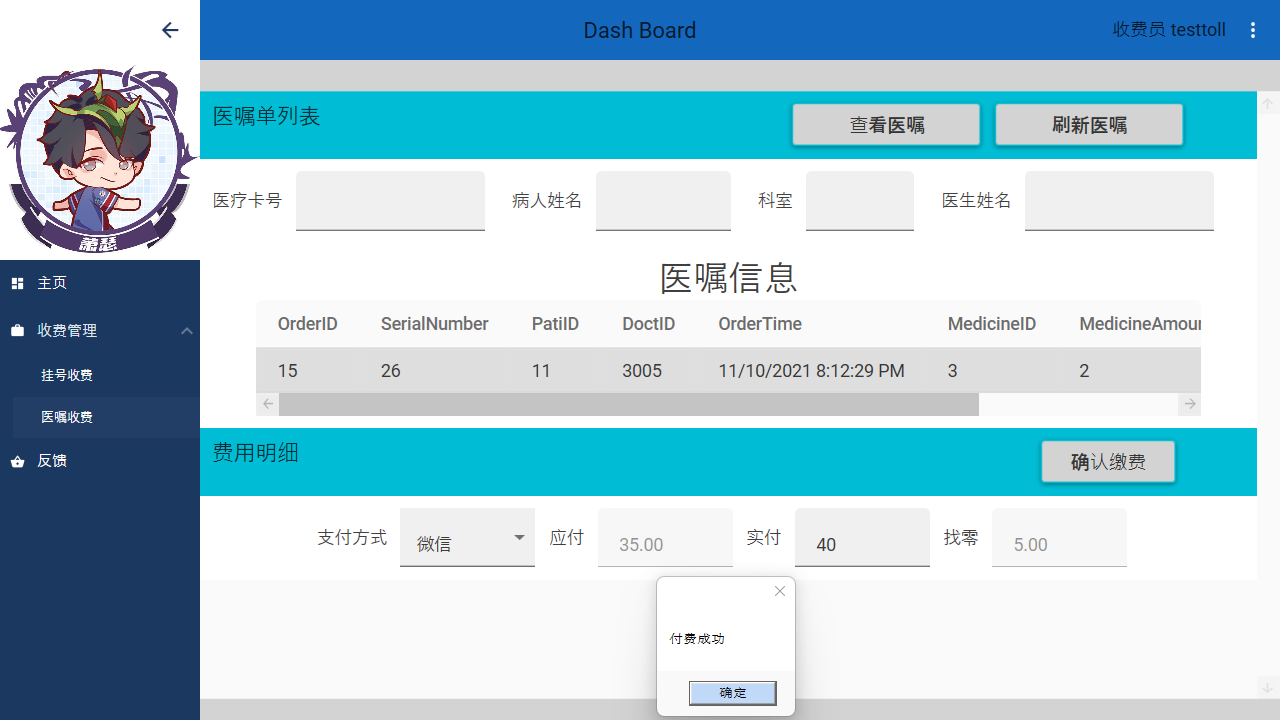 Dash Board
收费员 testtoll
萧瑟
主页
收费管理
挂号收费
医嘱收费
反馈
医嘱单列表
查看医嘱
刷新医嘱
医疗卡号
病人姓名
科室
医生姓名
医嘱信息
OrderID SerialNumber PatiID DoctID OrderTime MedicineID MedicineAmour
15 26 11 3005 11/10/2021 8:12:29 PM 3 2
费用明细
确认缴费
支付方式 微信 应付 35.00 实付 40 找零 5.00
付费成功
确定